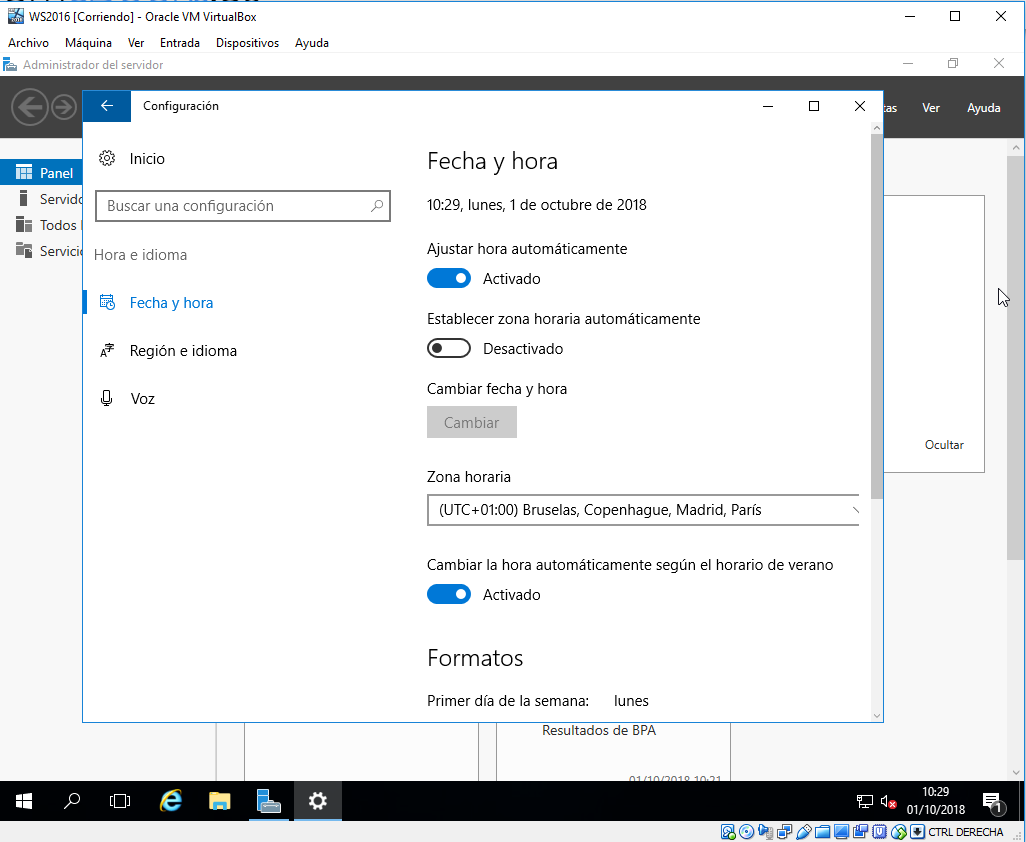 WS2016 [Corriendo] - Oracle VM VirtualBox
Archivo Máquina Ver Entrada Dispositivos Ayuda
Administrador del servidor
Configuración
Ver Ayuda
Inicio
Buscar una configuración
Hora e idioma
Fecha y hora
Región e idioma
Voz
Panel
Servido
Todos
Servicio
Fecha y hora
10:29, lunes, 1 de octubre de 2018
Ajustar hora automáticamente
Activado
Establecer zona horaria automáticamente
Desactivado
Cambiar fecha y hora
Cambiar
Zona horaria
(UTC+01:00) Bruselas, Copenhague, Madrid, París
Cambiar la hora automáticamente según el horario de verano
Activado
Formatos
Primer día de la semana: lunes
Ocultar
Resultados de BPA
01/10/2018 10:21
10:29
01/10/2018
1
CTRL DERECHA